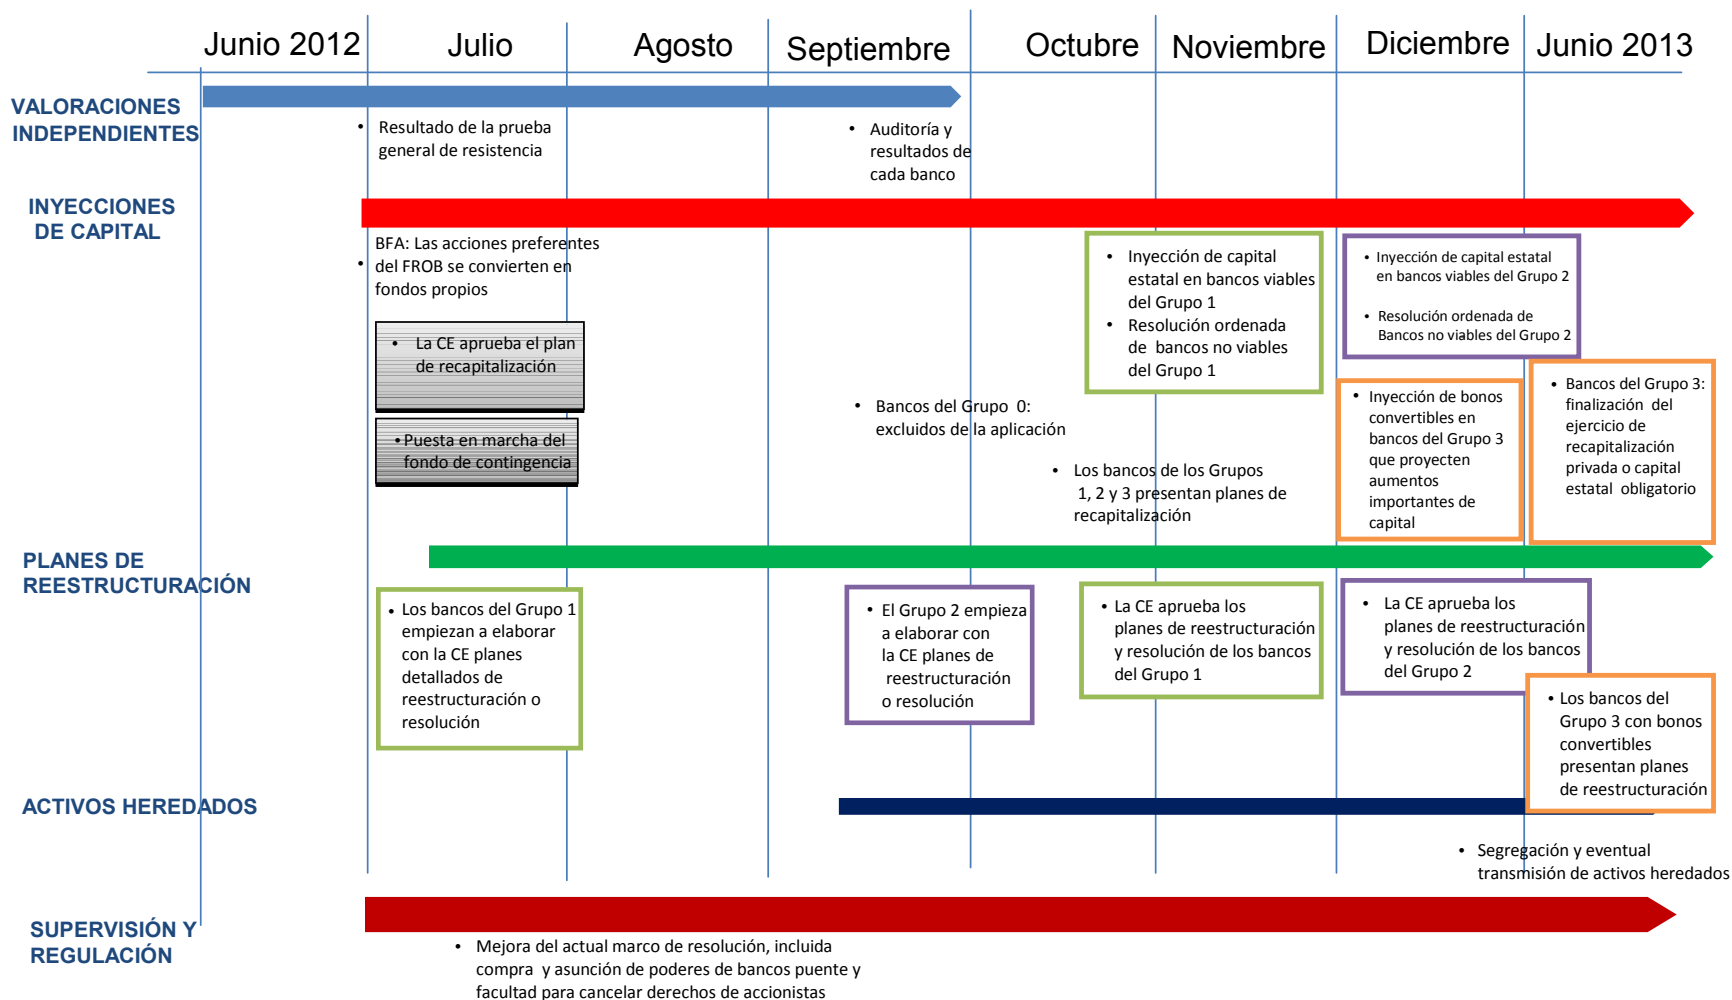 Junio 2012
Julio
Agosto
Septiembre
Octubre
Noviembre
Diciembre
Junio 2013
VALORACIONES
INDEPENDIENTES
• Resultado de la prueba
general de resistencia
• Auditoría y
resultados de
cada banco
INYECCIONES
DE CAPITAL
BFA: Las acciones preferentes
• del FROB se convierten en
fondos propios
• La CE aprueba el plan
de recapitalización
• Puesta en marcha del
fondo de contingencia
• Bancos del Grupo 0:
excluidos de la aplicación
• Los bancos de los Grupos
1, 2 y 3 presentan planes de
recapitalización
• Inyección de capital
estatal en bancos viables
del Grupo 1
• Resolución ordenada
de bancos no viables
del Grupo 1
• Inyección de capital estatal
en bancos viables del Grupo 2
• Resolución ordenada de
Bancos no viables del Grupo 2
• Inyección de bonos
convertibles en
bancos del Grupo 3
que proyecten
aumentos
importantes de
capital
• Bancos del Grupo 3:
finalización del
ejercicio de
recapitalización
privada o capital
estatal obligatorio
PLANES DE
REESTRUCTURACIÓN
• Los bancos del Grupo 1
empiezan a elaborar
con la CE planes
detallados de
reestructuración o
resolución
• El Grupo 2 empieza
a elaborar con
la CE planes de
reestructuración
o resolución
• La CE aprueba los
planes de reestructuración
y resolución de los bancos
del Grupo 1
• La CE aprueba los
planes de reestructuración
y resolución de los bancos
del Grupo 2
• Los bancos del
Grupo 3 con bonos
convertibles
presentan planes
de reestructuración
ACTIVOS HEREDADOS
• Segregación y eventual
transmisión de activos heredados
SUPERVISIÓN Y
REGULACIÓN
• Mejora del actual marco de resolución, incluida
compra y asunción de poderes de bancos puente y
facultad para cancelar derechos de accionistas